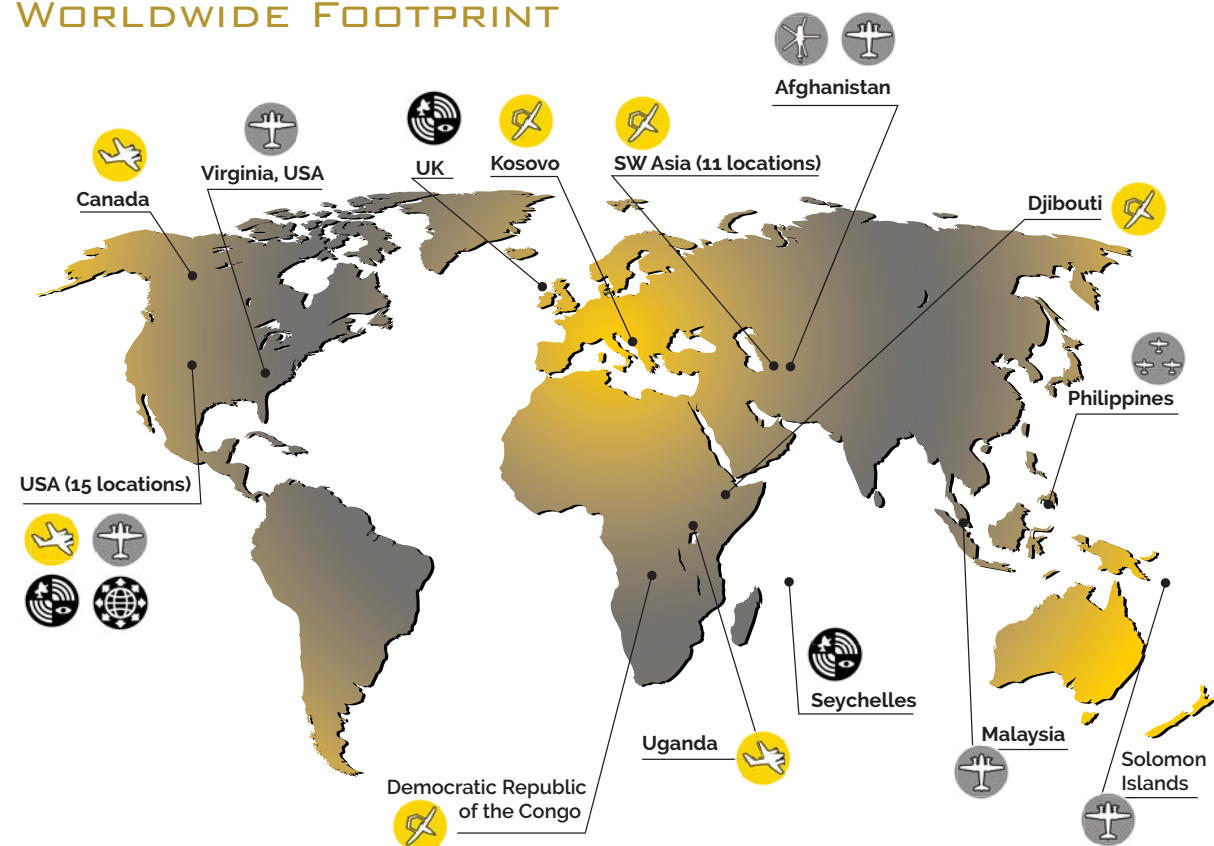 WORLDWIDE FOOTPRINT
Afghanistan
Canada
Virginia, USA
UK
Kosovo
SW Asia (11 locations)
Djibouti
Philippines
USA (15 locations)
Seychelles
Uganda
Malaysia
Solomon
Islands
Democratic Republic
of the Congo